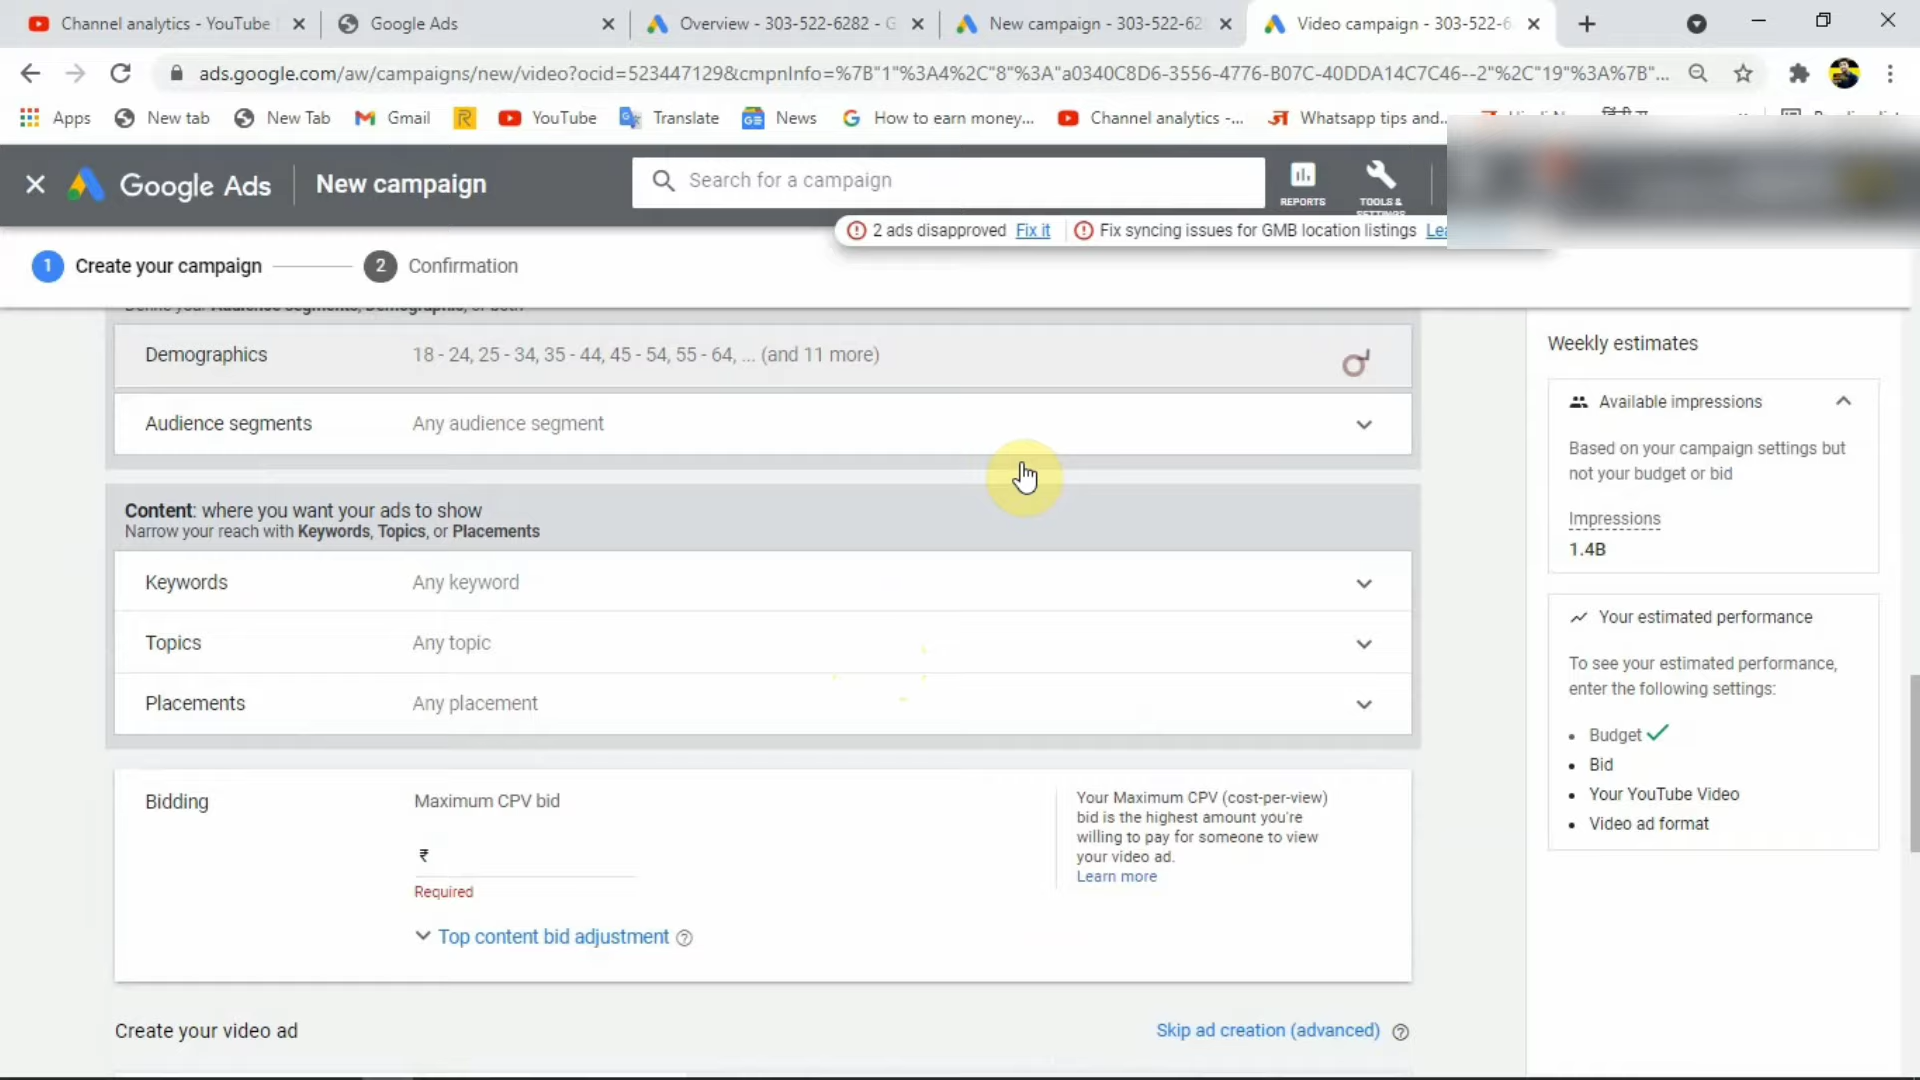 Channel analytics - YouTube
Google Ads
Overview - 303-522-6282 - G
New campaign - 303-522-62
Video campaign - 303-522-6
ads.google.com/aw/campaigns/new/video?ocid=523447129&cmpnInfo=%7B"1"%3A4%2C"8"%3A"a0340C8D6-3556-4776-B07C-40DDA14C7C46--2"%2C"19"%3A%7B"...
Apps
New tab
New Tab
Gmail
YouTube
Translate
News
How to earn money...
Channel analytics -...
Whatsapp tips and...
Google Ads
New campaign
Search for a campaign
REPORTS
TOOLS &
SETTINGS
2 ads disapproved Fix it
Fix syncing issues for GMB location listings
1 Create your campaign
2 Confirmation
Define your Audience segments, Demographic, or both
Demographics
18 - 24, 25 - 34, 35 - 44, 45 - 54, 55 - 64, ... (and 11 more)
Audience segments
Any audience segment
Content: where you want your ads to show
Narrow your reach with Keywords, Topics, or Placements
Keywords
Any keyword
Topics
Any topic
Placements
Any placement
Bidding
Maximum CPV bid
₹
Required
Top content bid adjustment
Your Maximum CPV (cost-per-view)
bid is the highest amount you're
willing to pay for someone to view
your video ad.
Learn more
Create your video ad
Skip ad creation (advanced)
Weekly estimates
Available impressions
Based on your campaign settings but
not your budget or bid
Impressions
1.4B
Your estimated performance
To see your estimated performance,
enter the following settings:
• Budget
• Bid
• Your YouTube Video
• Video ad format